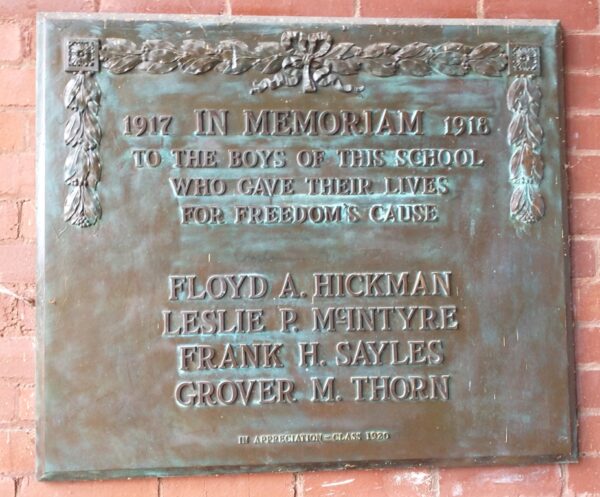 1917 IN MEMORIAM 1918
TO THE BOYS OF THIS SCHOOL
WHO GAVE THEIR LIVES
FOR FREEDOM'S CAUSE
FLOYD A. HICKMAN
LESLIE P. McINTYRE
FRANK H. SAYLES
GROVER M. THORN
IN APPRECIATION - CLASS 1920